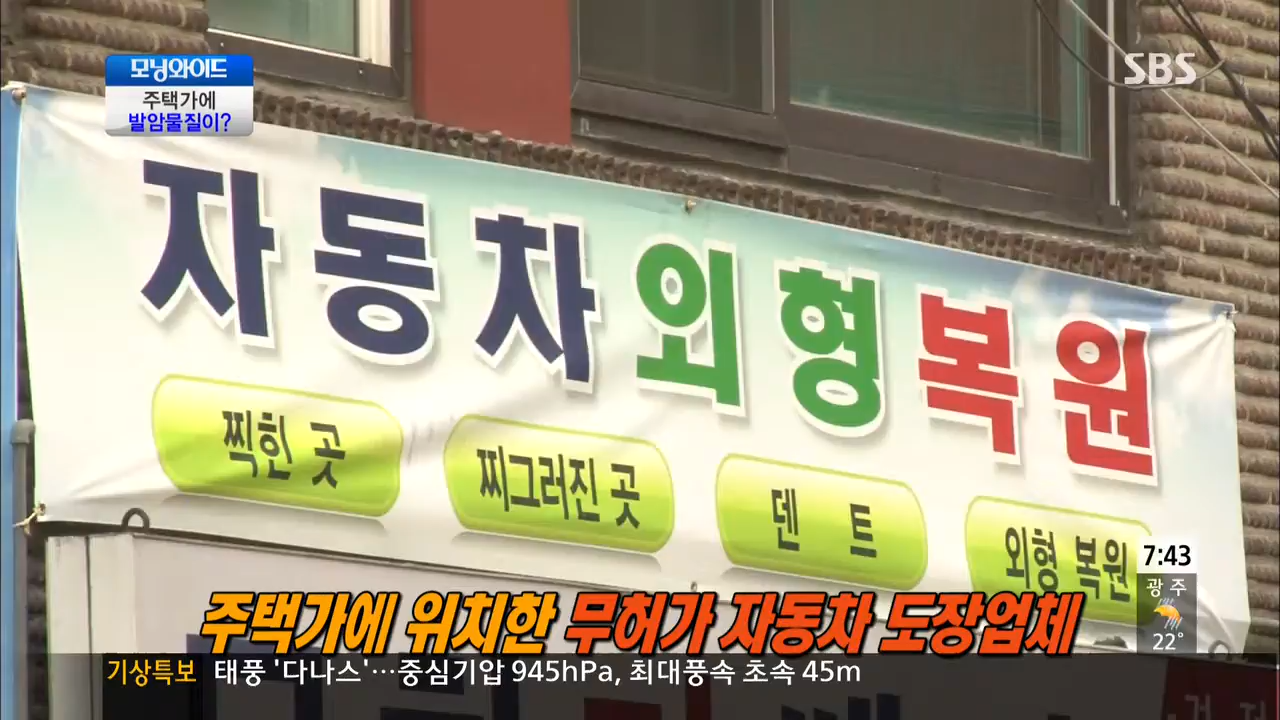 모닝와이드
주택가에
발암물질이?
SBS
자동차외형복원
찍힌 곳
찌그러진 곳
덴 트
외형 복원
7:43
광주
22°
주택가에 위치한 무허가 자동차 도장업체
기상특보 태풍 '다나스'…중심기압 945hPa, 최대풍속 초속 45m